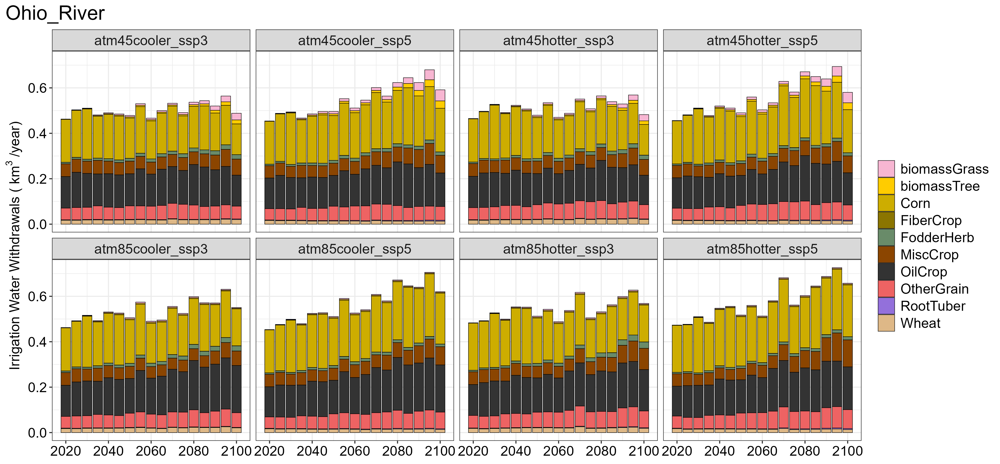 Ohio_River
atm45cooler_ssp3
atm45cooler_ssp5
atm45hotter_ssp3
atm45hotter_ssp5
0.6
0.4
0.2
0.0
Irrigation Water Withdrawals ( km³ /year)
atm85cooler_ssp3
atm85cooler_ssp5
atm85hotter_ssp3
atm85hotter_ssp5
0.6
0.4
0.2
0.0
2020 2040 2060 2080 2100
2020 2040 2060 2080 2100
2020 2040 2060 2080 2100
2020 2040 2060 2080 2100
biomassGrass
biomassTree
Corn
FiberCrop
FodderHerb
MiscCrop
OilCrop
OtherGrain
RootTuber
Wheat